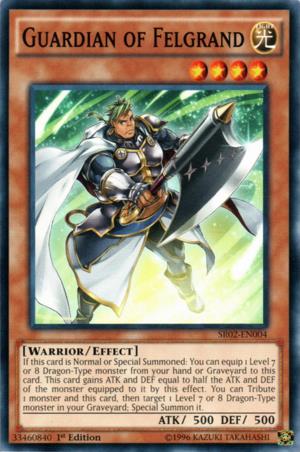 Guardian of Felgrand
LIGHT
光
SR02-EN004
[Warrior/Effect]
If this card is Normal or Special Summoned: You can equip 1 Level 7
or 8 Dragon-Type monster from your hand or Graveyard to this
card. This card gains ATK and DEF equal to half the ATK and DEF
of the monster equipped to it by this effect. You can Tribute
1 monster and this card, then target 1 Level 7 or 8 Dragon-Type
monster in your Graveyard; Special Summon it.
ATK/ 500 DEF/ 500
33460840 1st Edition ©1996 KAZUKI TAKAHASHI